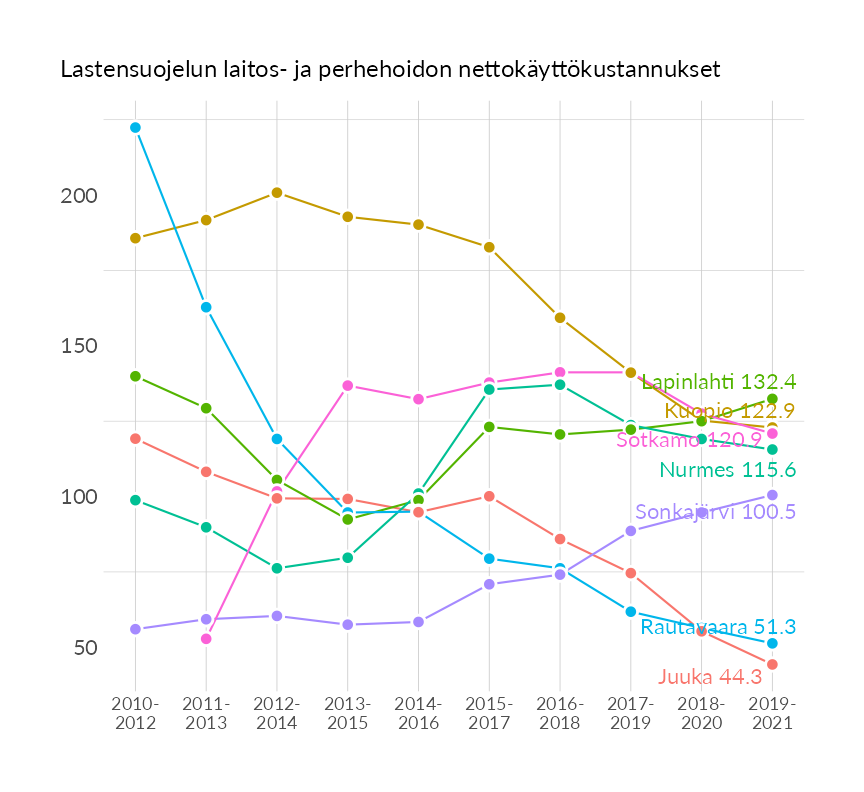 Lastensuojelun laitos- ja perhehoidon nettokäyttökustannukset
200
150
100
50
Lapinlahti 132.4
Kuopio 122.9
Sotkamo 120.9
Nurmes 115.6
Sonkajärvi 100.5
Rautavaara 51.3
Juuka 44.3
2010- 2011- 2012- 2013- 2014- 2015- 2016- 2017- 2018- 2019-
2012 2013 2014 2015 2016 2017 2018 2019 2020 2021